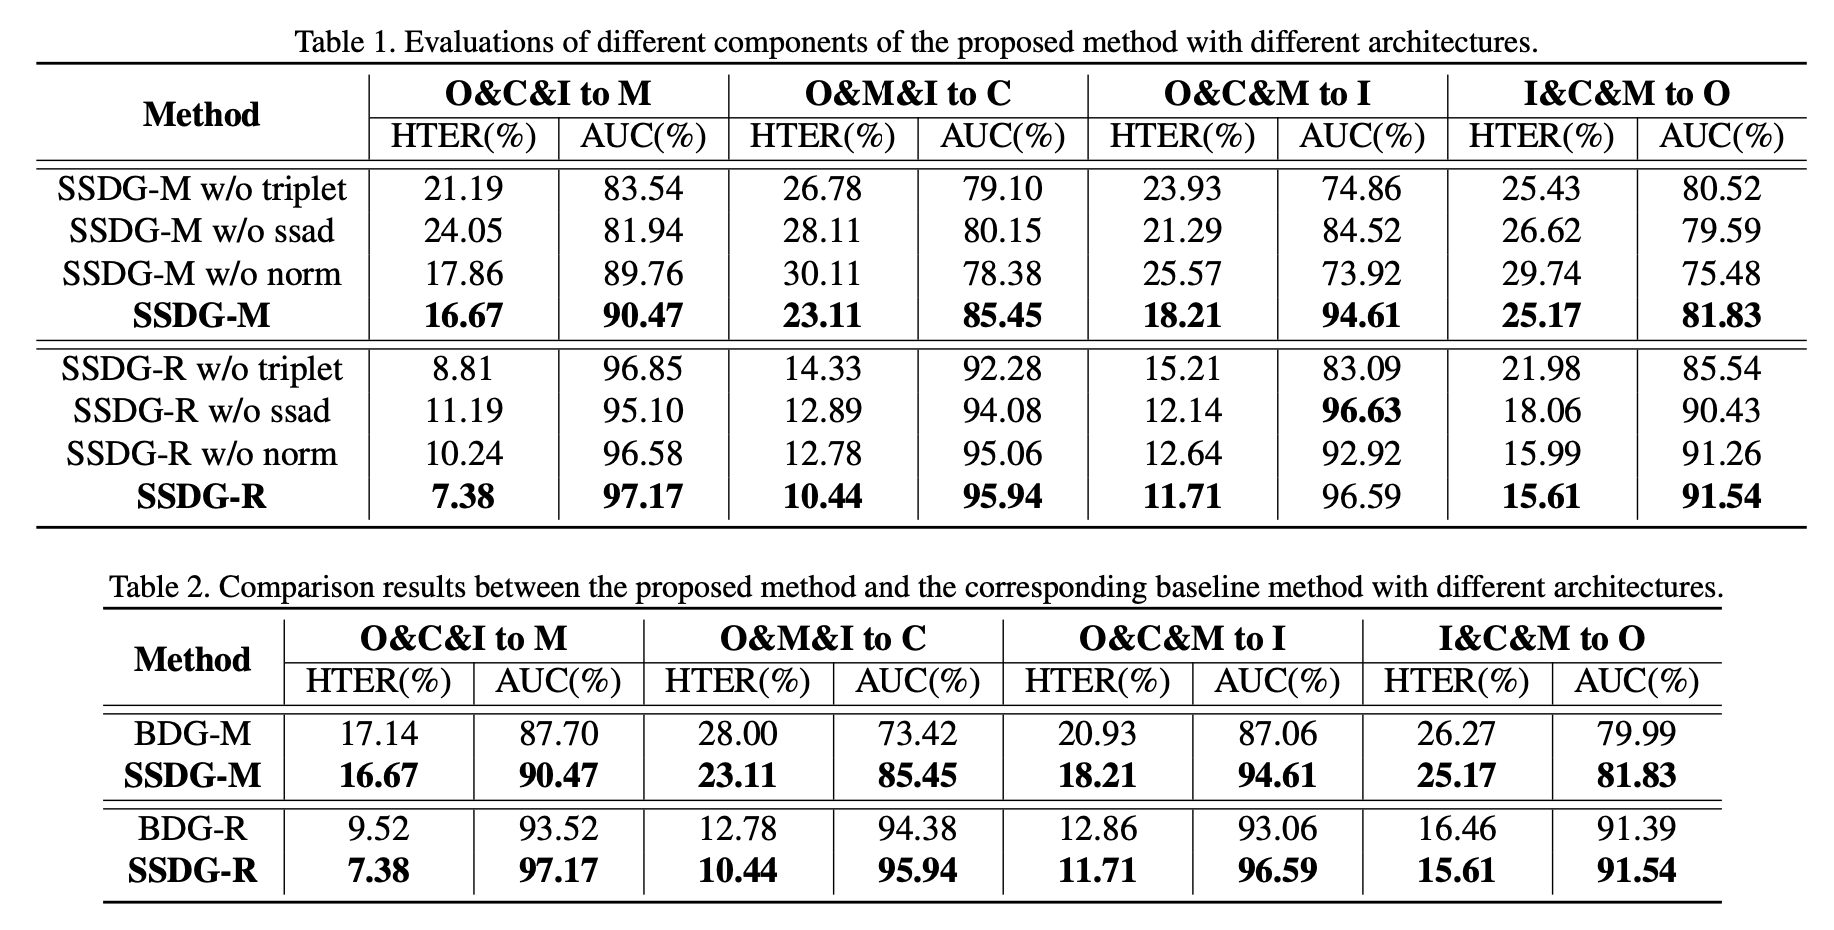 Table 1. Evaluations of different components of the proposed method with different architectures.
Method O&C&I to M O&M&I to C O&C&M to I I&C&M to O
HTER(%) AUC(%) HTER(%) AUC(%) HTER(%) AUC(%) HTER(%) AUC(%)
SSDG-M w/o triplet 21.19 83.54 26.78 79.10 23.93 74.86 25.43 80.52
SSDG-M w/o ssad 24.05 81.94 28.11 80.15 21.29 84.52 26.62 79.59
SSDG-M w/o norm 17.86 89.76 30.11 78.38 25.57 73.92 29.74 75.48
SSDG-M 16.67 90.47 23.11 85.45 18.21 94.61 25.17 81.83
SSDG-R w/o triplet 8.81 96.85 14.33 92.28 15.21 83.09 21.98 85.54
SSDG-R w/o ssad 11.19 95.10 12.89 94.08 12.14 96.63 18.06 90.43
SSDG-R w/o norm 10.24 96.58 12.78 95.06 12.64 92.92 15.99 91.26
SSDG-R 7.38 97.17 10.44 95.94 11.71 96.59 15.61 91.54
Table 2. Comparison results between the proposed method and the corresponding baseline method with different architectures.
Method O&C&I to M O&M&I to C O&C&M to I I&C&M to O
HTER(%) AUC(%) HTER(%) AUC(%) HTER(%) AUC(%) HTER(%) AUC(%)
BDG-M 17.14 87.70 28.00 73.42 20.93 87.06 26.27 79.99
SSDG-M 16.67 90.47 23.11 85.45 18.21 94.61 25.17 81.83
BDG-R 9.52 93.52 12.78 94.38 12.86 93.06 16.46 91.39
SSDG-R 7.38 97.17 10.44 95.94 11.71 96.59 15.61 91.54